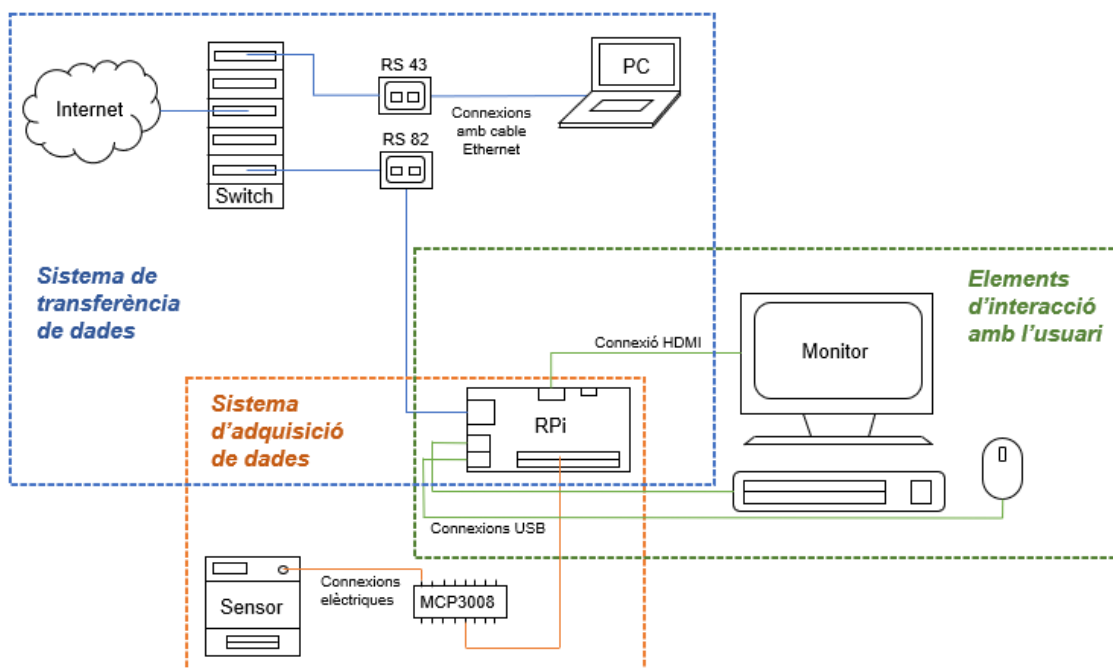 RS 43
PC
Internet
Connexions
amb cable
Ethernet
RS 82
Switch
Sistema de
transferència
de dades
Elements
d'interacció
amb l'usuari
Connexió HDMI
Monitor
Sistema
d'adquisició
de dades
RPi
Connexions USB
Sensor
Connexions
elèctriques
MCP3008